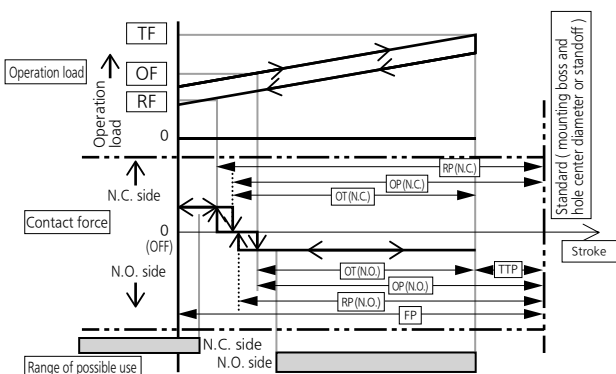 TF
Operation load
OF
RF
Operation
load
0
Standard ( mounting boss and
hole center diameter or standoff)
RP (N.C.)
N.C. side
OP (N.C.)
OT (N.C.)
Contact force
0
(OFF)
Stroke
N.O. side
OT (N.O.)
TTP
OP (N.O.)
RP (N.O.)
FP
N.C. side
N.O. side
Range of possible use